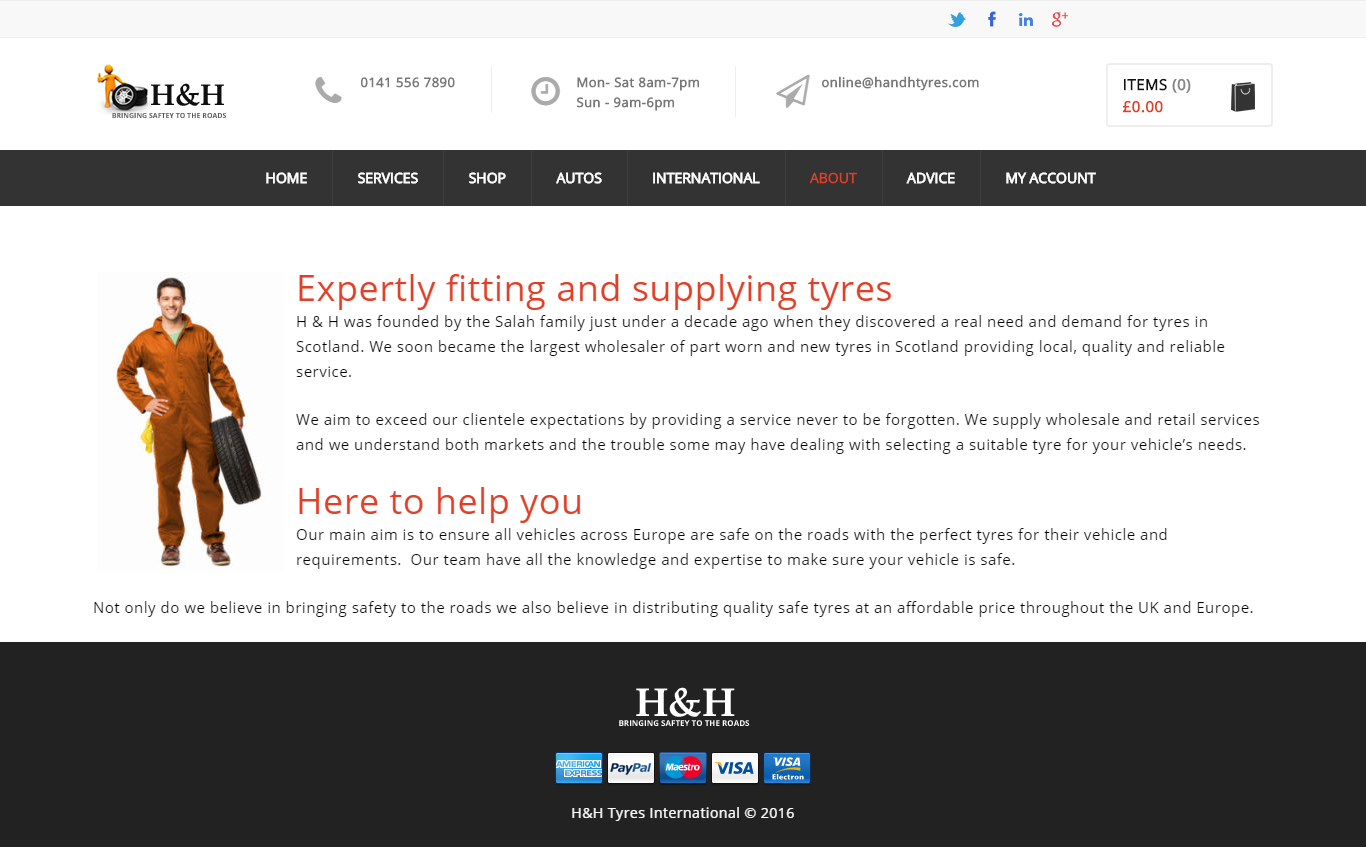 H&H
BRINGING SAFTEY TO THE ROADS
0141 556 7890
Mon- Sat 8am-7pm
Sun - 9am-6pm
online@handhtyres.com
ITEMS (0)
£0.00
HOME SERVICES SHOP AUTOS INTERNATIONAL ABOUT ADVICE MY ACCOUNT
Expertly fitting and supplying tyres
H & H was founded by the Salah family just under a decade ago when they discovered a real need and demand for tyres in
Scotland. We soon became the largest wholesaler of part worn and new tyres in Scotland providing local, quality and reliable
service.
We aim to exceed our clientele expectations by providing a service never to be forgotten. We supply wholesale and retail services
and we understand both markets and the trouble some may have dealing with selecting a suitable tyre for your vehicle’s needs.
Here to help you
Our main aim is to ensure all vehicles across Europe are safe on the roads with the perfect tyres for their vehicle and
requirements.  Our team have all the knowledge and expertise to make sure your vehicle is safe.
Not only do we believe in bringing safety to the roads we also believe in distributing quality safe tyres at an affordable price throughout the UK and Europe.
H&H
BRINGING SAFTEY TO THE ROADS
AMERICAN EXPRESS PayPal Maestro VISA VISA Electron
H&H Tyres International © 2016